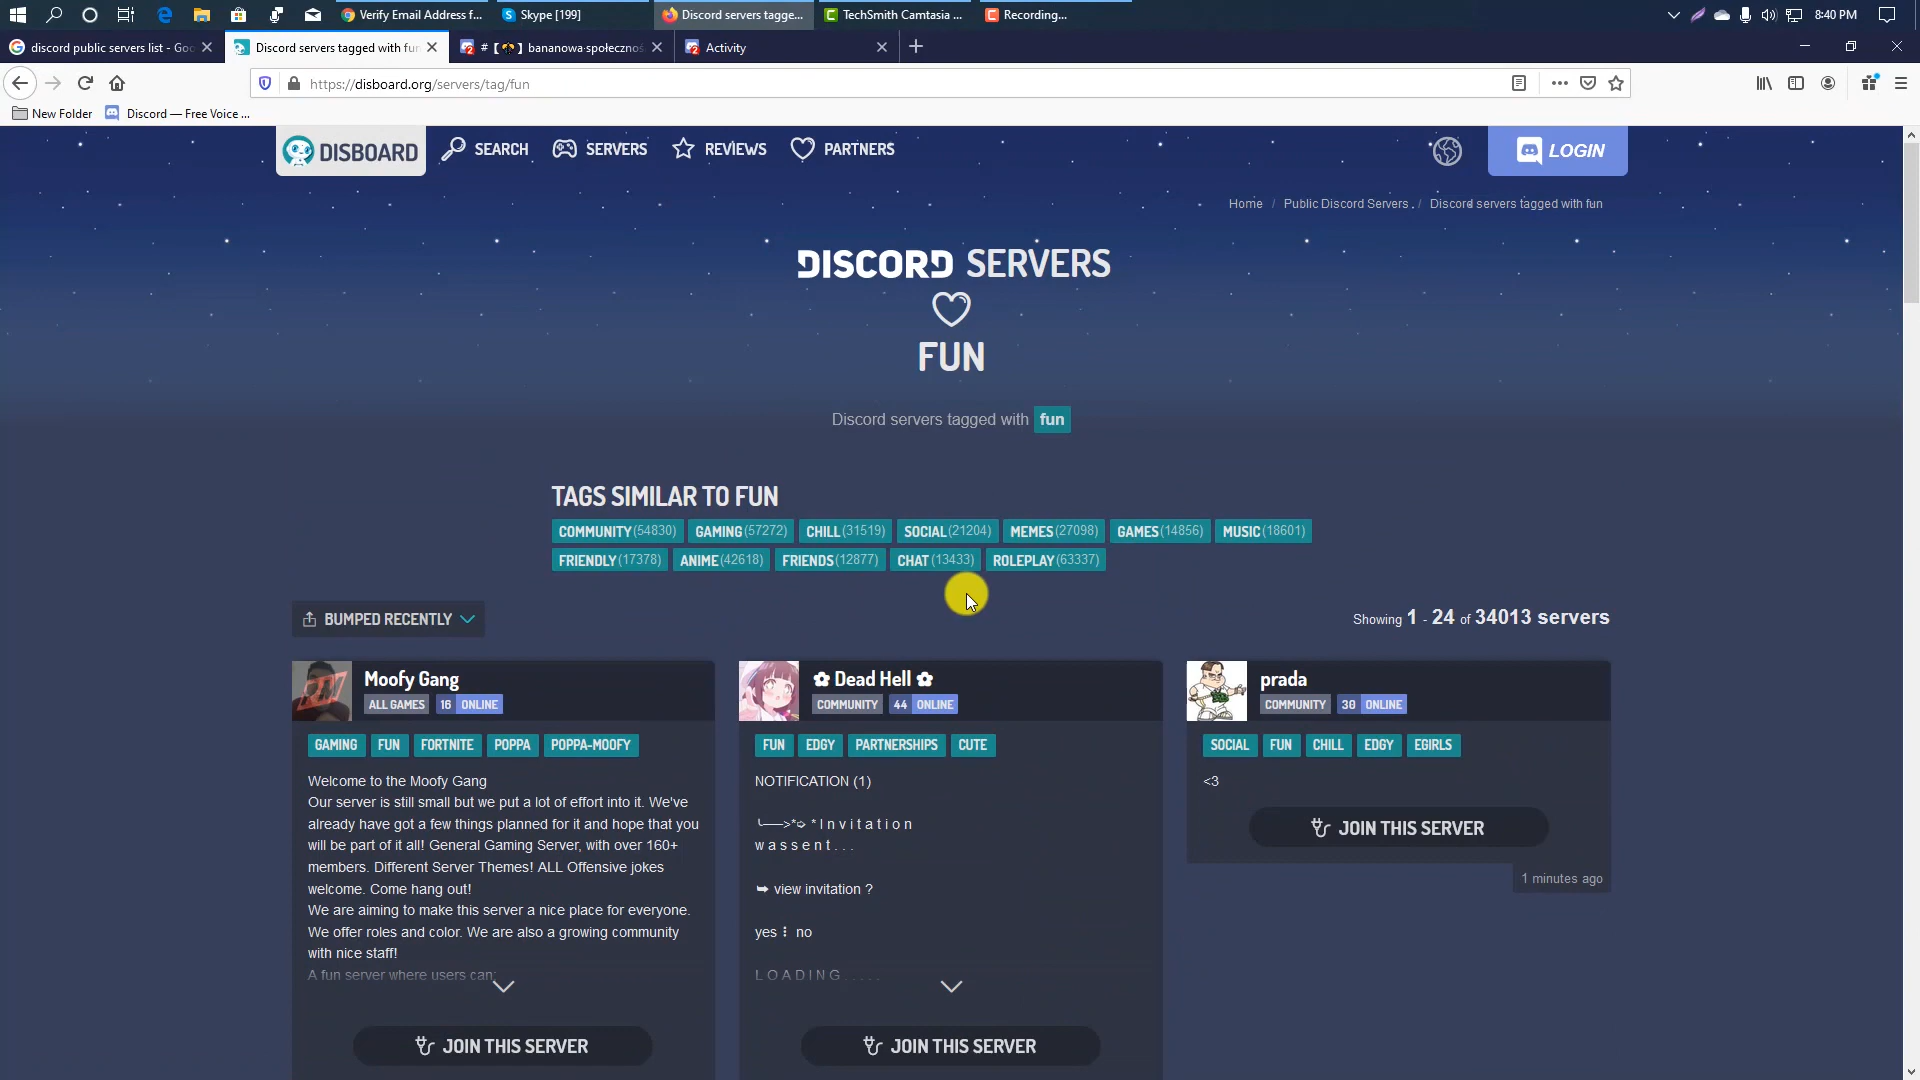 Verify Email Address f...
Skype [199]
Discord servers tagge...
TechSmith Camtasia ...
Recording...
8:40 PM
discord public servers list - Goo
Discord servers tagged with fun
# 【🐝】bananowa-społecznoś
Activity
https://disboard.org/servers/tag/fun
New Folder
Discord — Free Voice ...
DISBOARD
SEARCH
SERVERS
REVIEWS
PARTNERS
LOGIN
Home / Public Discord Servers / Discord servers tagged with fun
DISCORD SERVERS
FUN
Discord servers tagged with fun
TAGS SIMILAR TO FUN
COMMUNITY(54830) GAMING(57272) CHILL(31519) SOCIAL(21204) MEMES(27098) GAMES(14856) MUSIC(18601)
FRIENDLY(17378) ANIME(42618) FRIENDS(12877) CHAT(13433) ROLEPLAY(63337)
BUMPED RECENTLY
Showing 1 - 24 of 34013 servers
Moofy Gang
ALL GAMES 16 ONLINE
GAMING FUN FORTNITE POPPA POPPA-MOOFY
Welcome to the Moofy Gang
Our server is still small but we put a lot of effort into it. We've
already have got a few things planned for it and hope that you
will be part of it all! General Gaming Server, with over 160+
members. Different Server Themes! ALL Offensive jokes
welcome. Come hang out!
We are aiming to make this server a nice place for everyone.
We offer roles and color. We are also a growing community
with nice staff!
A fun server where users can:
JOIN THIS SERVER
✿ Dead Hell ✿
COMMUNITY 44 ONLINE
FUN EDGY PARTNERSHIPS CUTE
NOTIFICATION (1)
╰──>*➭ *I n v i t a t i o n
w a s s e n t . . .
➥ view invitation ?
yes ⁞ no
L O A D I N G . . . . .
JOIN THIS SERVER
prada
COMMUNITY 30 ONLINE
SOCIAL FUN CHILL EDGY EGIRLS
<3
JOIN THIS SERVER
1 minutes ago